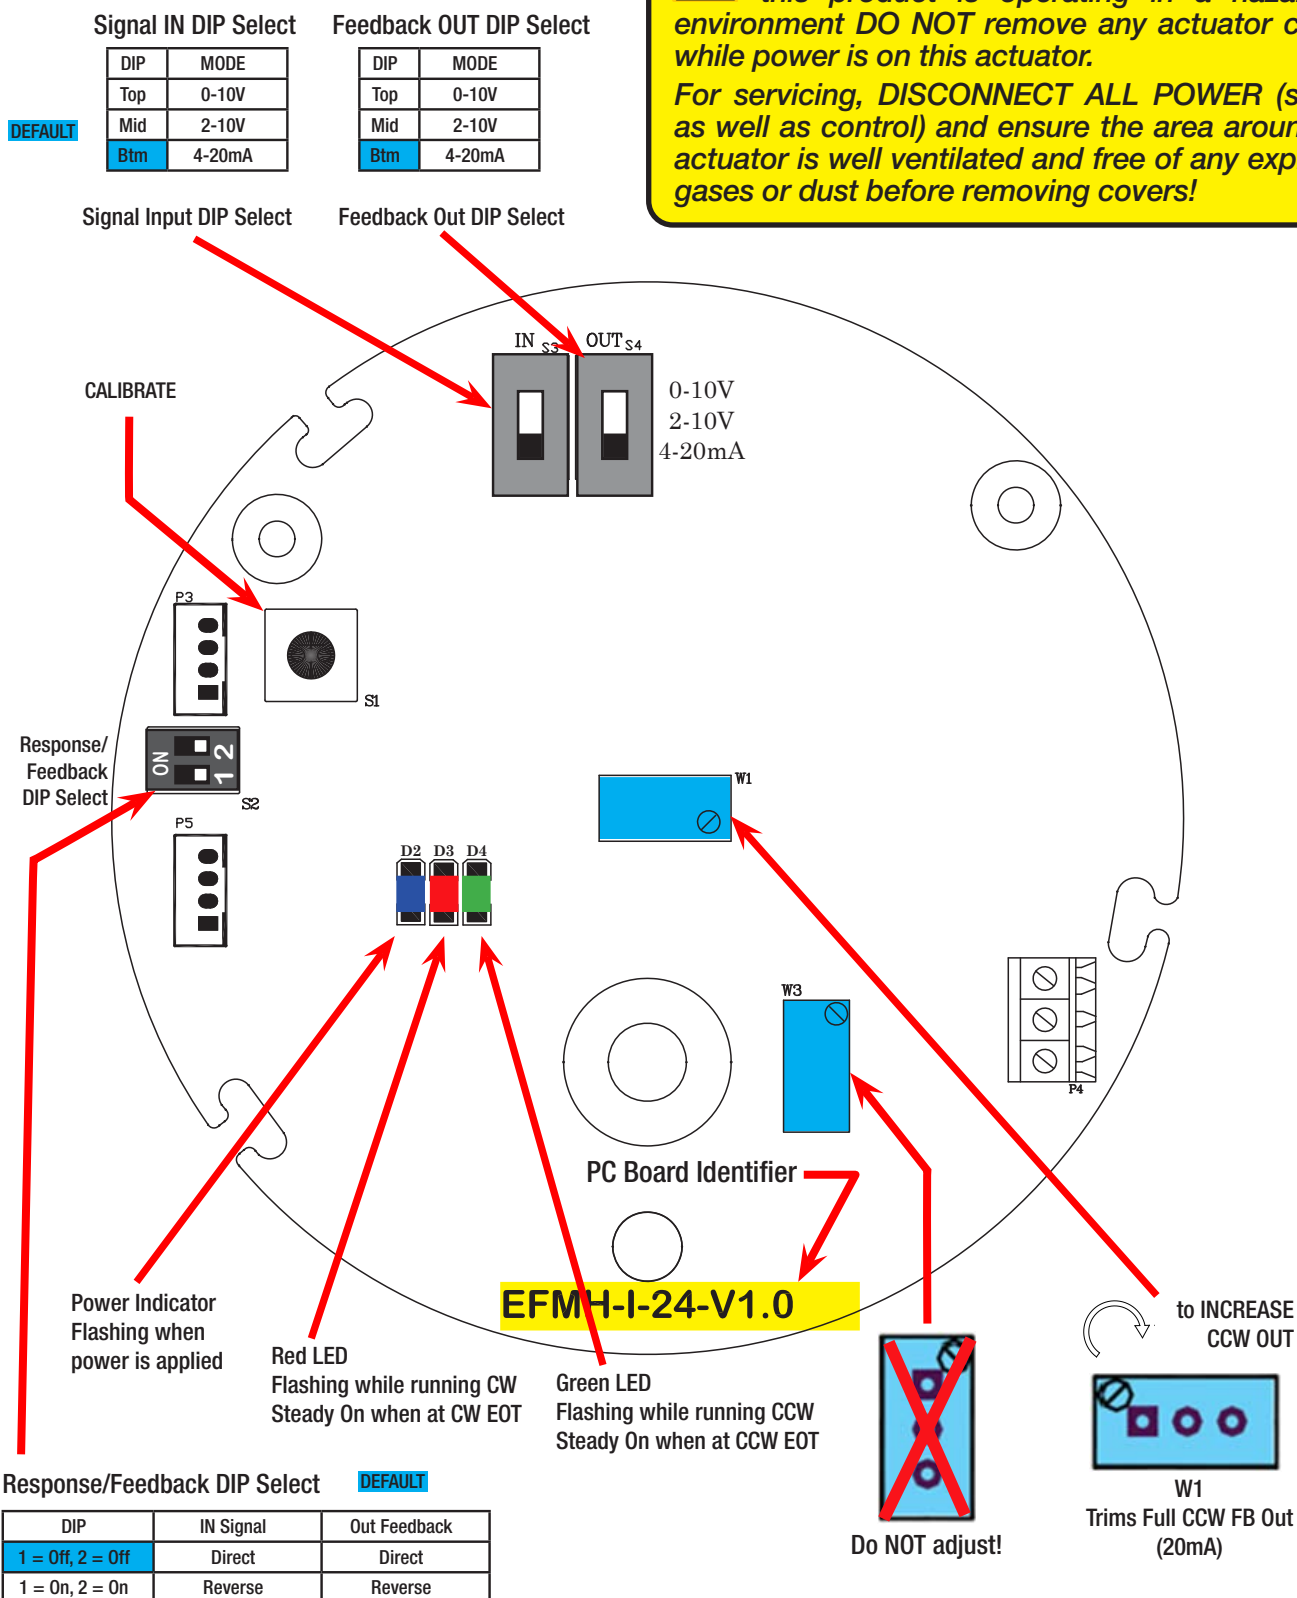 Signal IN DIP Select
DIP MODE
Top 0-10V
Mid 2-10V
Btm 4-20mA
DEFAULT
Feedback OUT DIP Select
DIP MODE
Top 0-10V
Mid 2-10V
Btm 4-20mA
this product is operating in a
environment DO NOT remove any actuator
while power is on this actuator.
For servicing, DISCONNECT ALL POWER
as well as control) and ensure the area
actuator is well ventilated and free of any
gases or dust before removing covers!
Signal Input DIP Select
Feedback Out DIP Select
IN S3
OUT S4
0-10V
2-10V
4-20mA
CALIBRATE
P3
S1
Response/
Feedback
DIP Select
ON
1 2
S2
P5
D2 D3 D4
W1
W3
P4
PC Board Identifier
EFMH-I-24-V1.0
Power Indicator
Flashing when
power is applied
Red LED
Flashing while running CW
Steady On when at CW EOT
Green LED
Flashing while running CCW
Steady On when at CCW EOT
Do NOT adjust!
to INCREASE
CCW OUT
W1
Trims Full CCW FB Out
(20mA)
Response/Feedback DIP Select
DEFAULT
DIP IN Signal Out Feedback
1 = Off, 2 = Off Direct Direct
1 = On, 2 = On Reverse Reverse